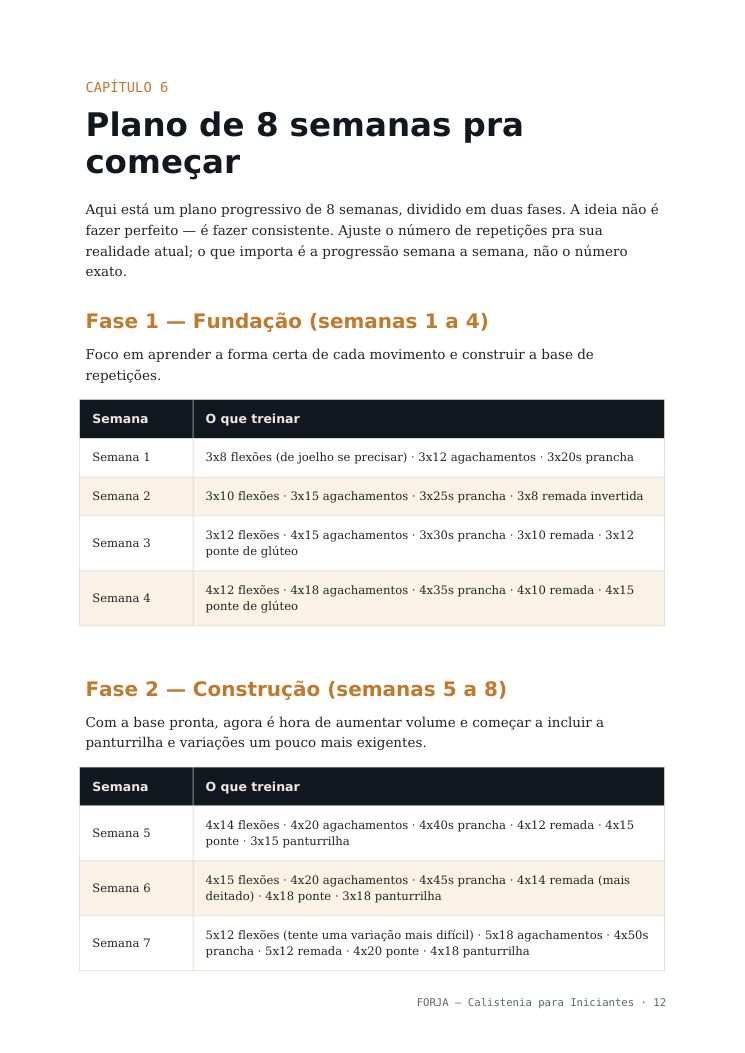 CAPÍTULO 6
Plano de 8 semanas pra
começar
Aqui está um plano progressivo de 8 semanas, dividido em duas fases. A ideia não é
fazer perfeito — é fazer consistente. Ajuste o número de repetições pra sua
realidade atual; o que importa é a progressão semana a semana, não o número
exato.
Fase 1 — Fundação (semanas 1 a 4)
Foco em aprender a forma certa de cada movimento e construir a base de
repetições.
Semana O que treinar
Semana 1 3x8 flexões (de joelho se precisar) · 3x12 agachamentos · 3x20s prancha
Semana 2 3x10 flexões · 3x15 agachamentos · 3x25s prancha · 3x8 remada invertida
Semana 3 3x12 flexões · 4x15 agachamentos · 3x30s prancha · 3x10 remada · 3x12
ponte de glúteo
Semana 4 4x12 flexões · 4x18 agachamentos · 4x35s prancha · 4x10 remada · 4x15
ponte de glúteo
Fase 2 — Construção (semanas 5 a 8)
Com a base pronta, agora é hora de aumentar volume e começar a incluir a
panturrilha e variações um pouco mais exigentes.
Semana O que treinar
Semana 5 4x14 flexões · 4x20 agachamentos · 4x40s prancha · 4x12 remada · 4x15
ponte · 3x15 panturrilha
Semana 6 4x15 flexões · 4x20 agachamentos · 4x45s prancha · 4x14 remada (mais
deitado) · 4x18 ponte · 3x18 panturrilha
Semana 7 5x12 flexões (tente uma variação mais difícil) · 5x18 agachamentos · 4x50s
prancha · 5x12 remada · 4x20 ponte · 4x18 panturrilha
FORJA — Calistenia para Iniciantes · 12